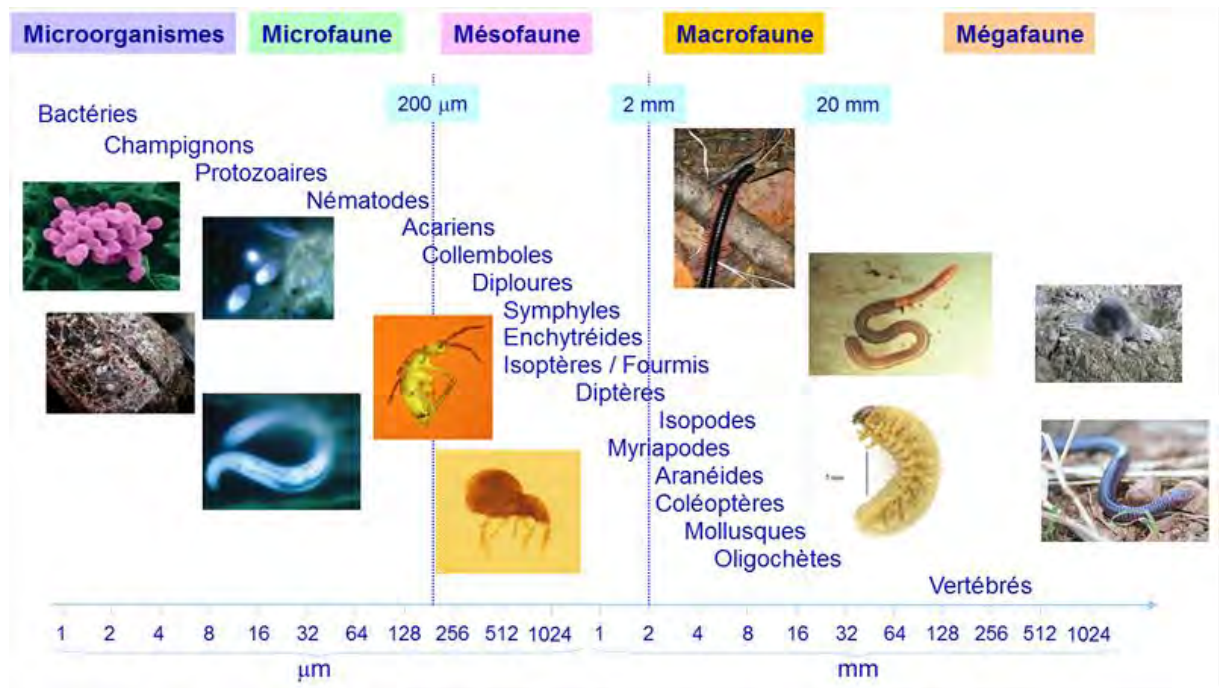 Microorganismes
Microfaune
Mésofaune
Macrofaune
Mégafaune
200 µm
2 mm
20 mm
Bactéries
Champignons
Protozoaires
Nématodes
Acariens
Collemboles
Diploures
Symphyles
Enchytréides
Isoptères / Fourmis
Diptères
Isopodes
Myriapodes
Aranéides
Coléoptères
Mollusques
Oligochètes
Vertébrés
1 2 4 8 16 32 64 128 256 512 1024 1 2 4 8 16 32 64 128 256 512 1024
µm mm